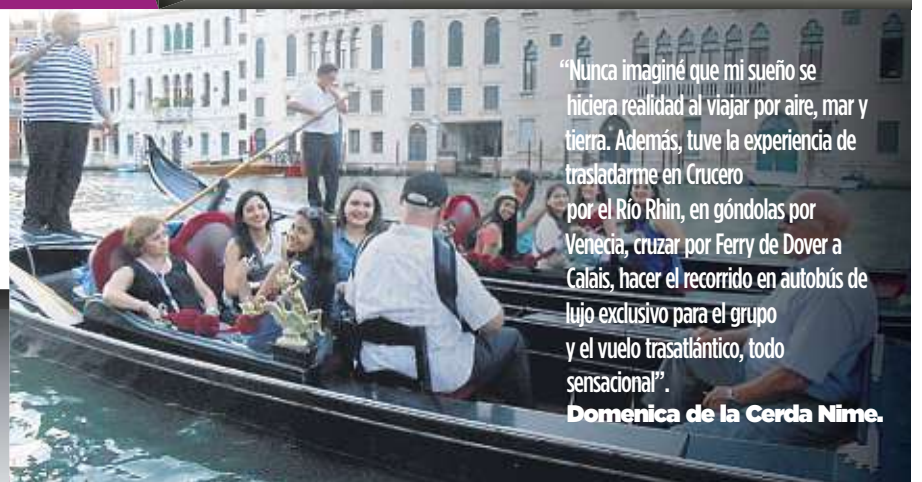 “Nunca imaginé que mi sueño se
hiciera realidad al viajar por aire, mar y
tierra. Además, tuve la experiencia de
trasladarme en Crucero
por el Río Rhin, en góndolas por
Venecia, cruzar por Ferry de Dover a
Calais, hacer el recorrido en autobús de
lujo exclusivo para el grupo
y el vuelo trasatlántico, todo
sensacional”.
Domenica de la Cerda Nime.